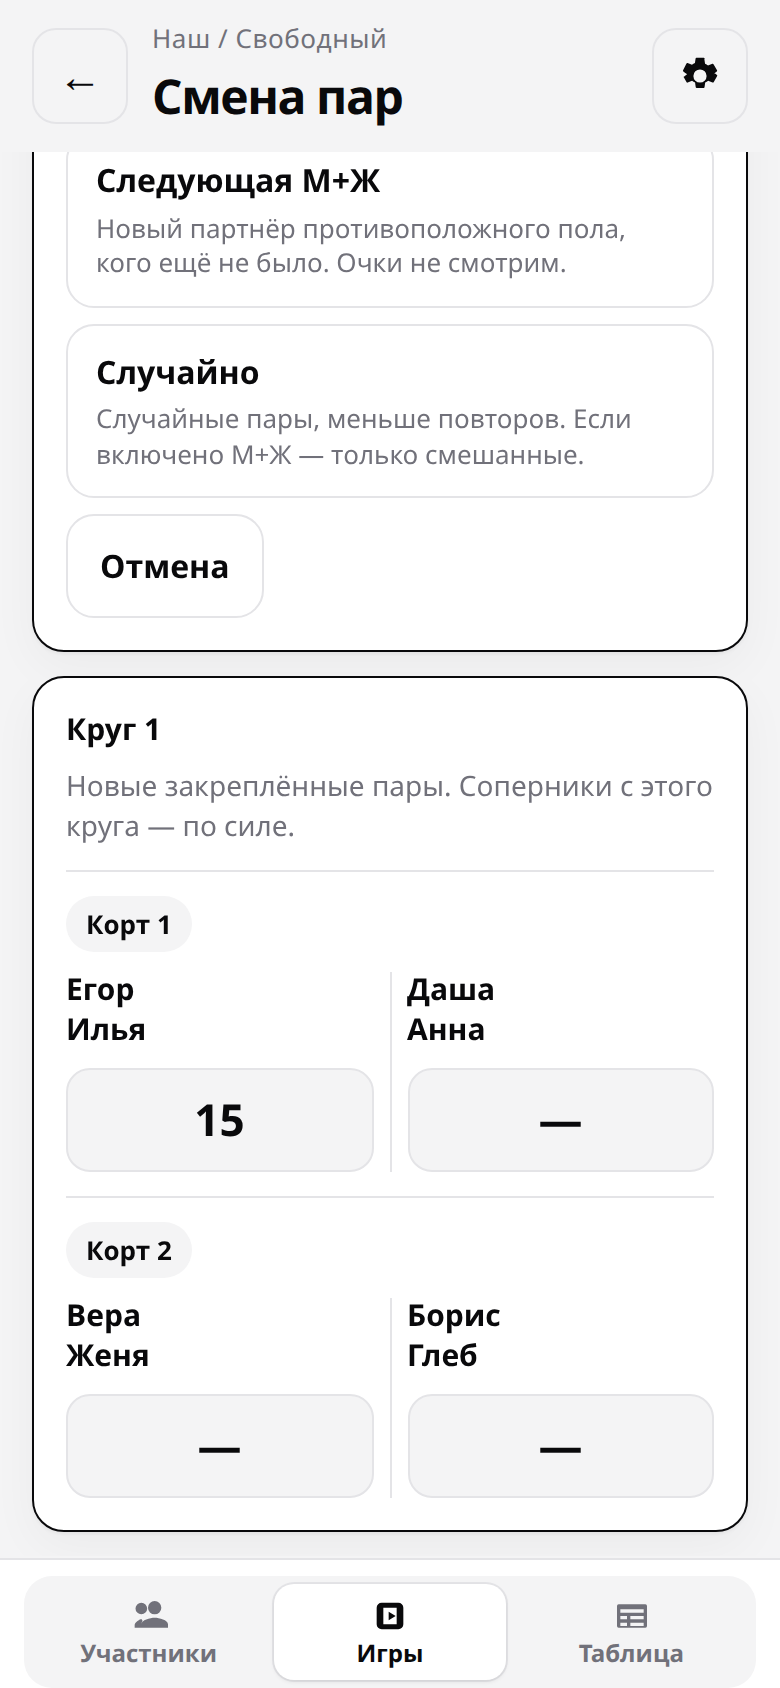 Наш / Свободный
←
Смена пар
Следующая М+Ж
Новый партнёр противоположного пола,
кого ещё не было. Очки не смотрим.
Случайно
Случайные пары, меньше повторов. Если
включено М+Ж — только смешанные.
Отмена
Круг 1
Новые закреплённые пары. Соперники с этого
круга — по силе.
Корт 1
Егор
Илья
Даша
Анна
15
—
Корт 2
Вера
Женя
Борис
Глеб
—
—
Участники
Игры
Таблица